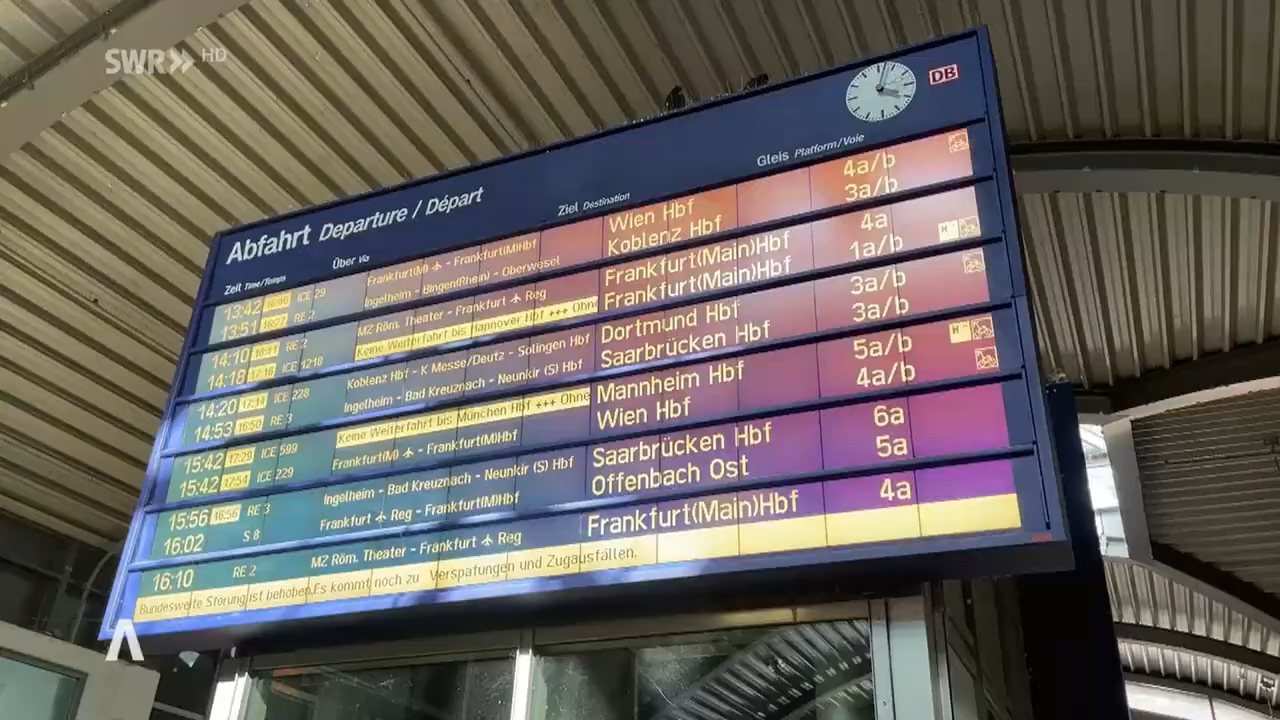 SWR HD
DB
Abfahrt Departure / Départ
Zeit Time/Temps Über Via Ziel Destination Gleis Platform/Voie
13:42 ICE 29 Frankfurt(M) - Frankfurt(M)Hbf Wien Hbf 4a/b
13:51 RE 2 Ingelheim - Bingen(Rhein) - Oberwesel Koblenz Hbf 3a/b
14:10 RE 2 MZ Röm. Theater - Frankfurt Reg Frankfurt(Main)Hbf 4a
14:18 17:16 ICE 1218 Keine Weiterfahrt bis Hannover Hbf +++ Ohne Frankfurt(Main)Hbf 1a/b
14:20 17:14 ICE 228 Koblenz Hbf - K Messe/Deutz - Solingen Hbf Dortmund Hbf 3a/b
14:53 16:50 RE 3 Ingelheim - Bad Kreuznach - Neunkir (S) Hbf Saarbrücken Hbf 3a/b
15:42 17:29 ICE 599 Keine Weiterfahrt bis München Hbf +++ Ohne Mannheim Hbf 5a/b
15:42 17:54 ICE 229 Frankfurt(M) - Frankfurt(M)Hbf Wien Hbf 4a/b
15:56 16:56 RE 3 Ingelheim - Bad Kreuznach - Neunkir (S) Hbf Saarbrücken Hbf 6a
16:02 S 8 Frankfurt Reg - Frankfurt(M)Hbf Offenbach Ost 5a
16:10 RE 2 MZ Röm. Theater - Frankfurt Reg Frankfurt(Main)Hbf 4a
Bundesweite Störung ist behoben.Es kommt noch zu Verspätungen und Zugausfällen.